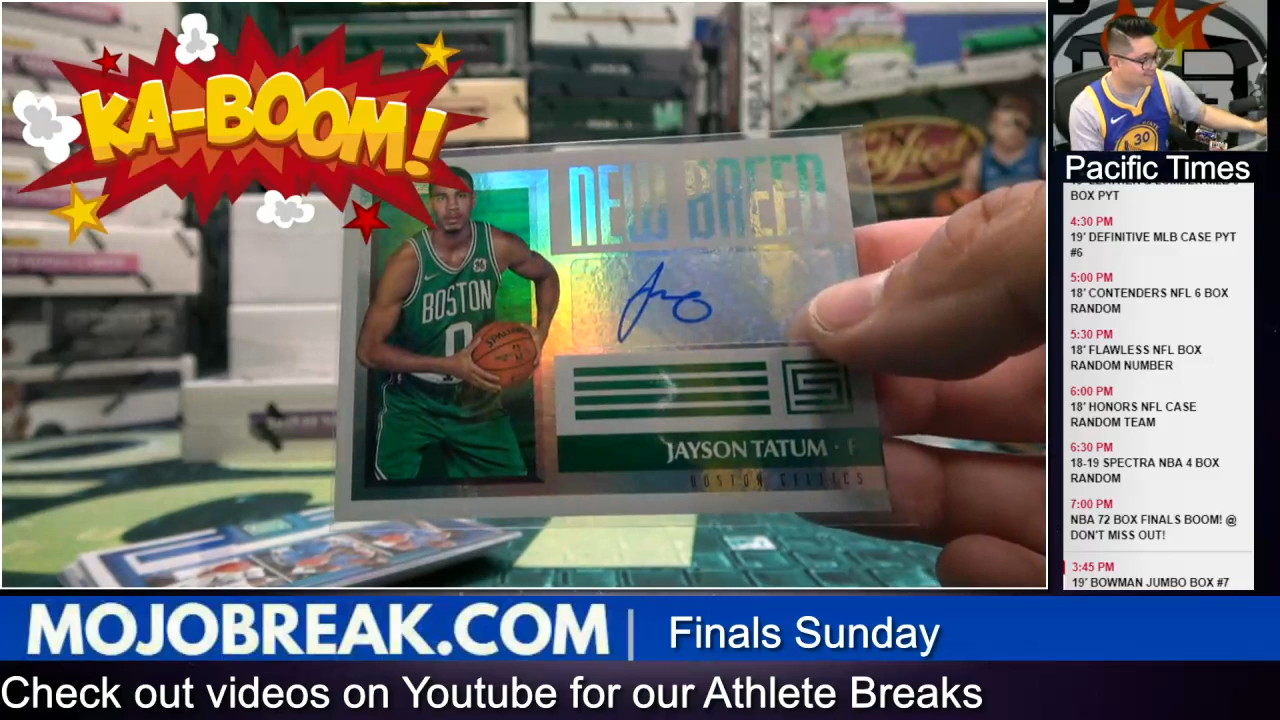 KA-BOOM!
NEW BREED
BOSTON
0
SPALDING
JAYSON TATUM · F
BOSTON CELTICS
30
Pacific Times
BOX PYT
4:30 PM
19' DEFINITIVE MLB CASE PYT
#6
5:00 PM
18' CONTENDERS NFL 6 BOX
RANDOM
5:30 PM
18' FLAWLESS NFL BOX
RANDOM NUMBER
6:00 PM
18' HONORS NFL CASE
RANDOM TEAM
6:30 PM
18-19 SPECTRA NBA 4 BOX
RANDOM
7:00 PM
NBA 72 BOX FINALS BOOM! @
DON'T MISS OUT!
3:45 PM
19' BOWMAN JUMBO BOX #7
MOJOBREAK.COM | Finals Sunday
Check out videos on Youtube for our Athlete Breaks